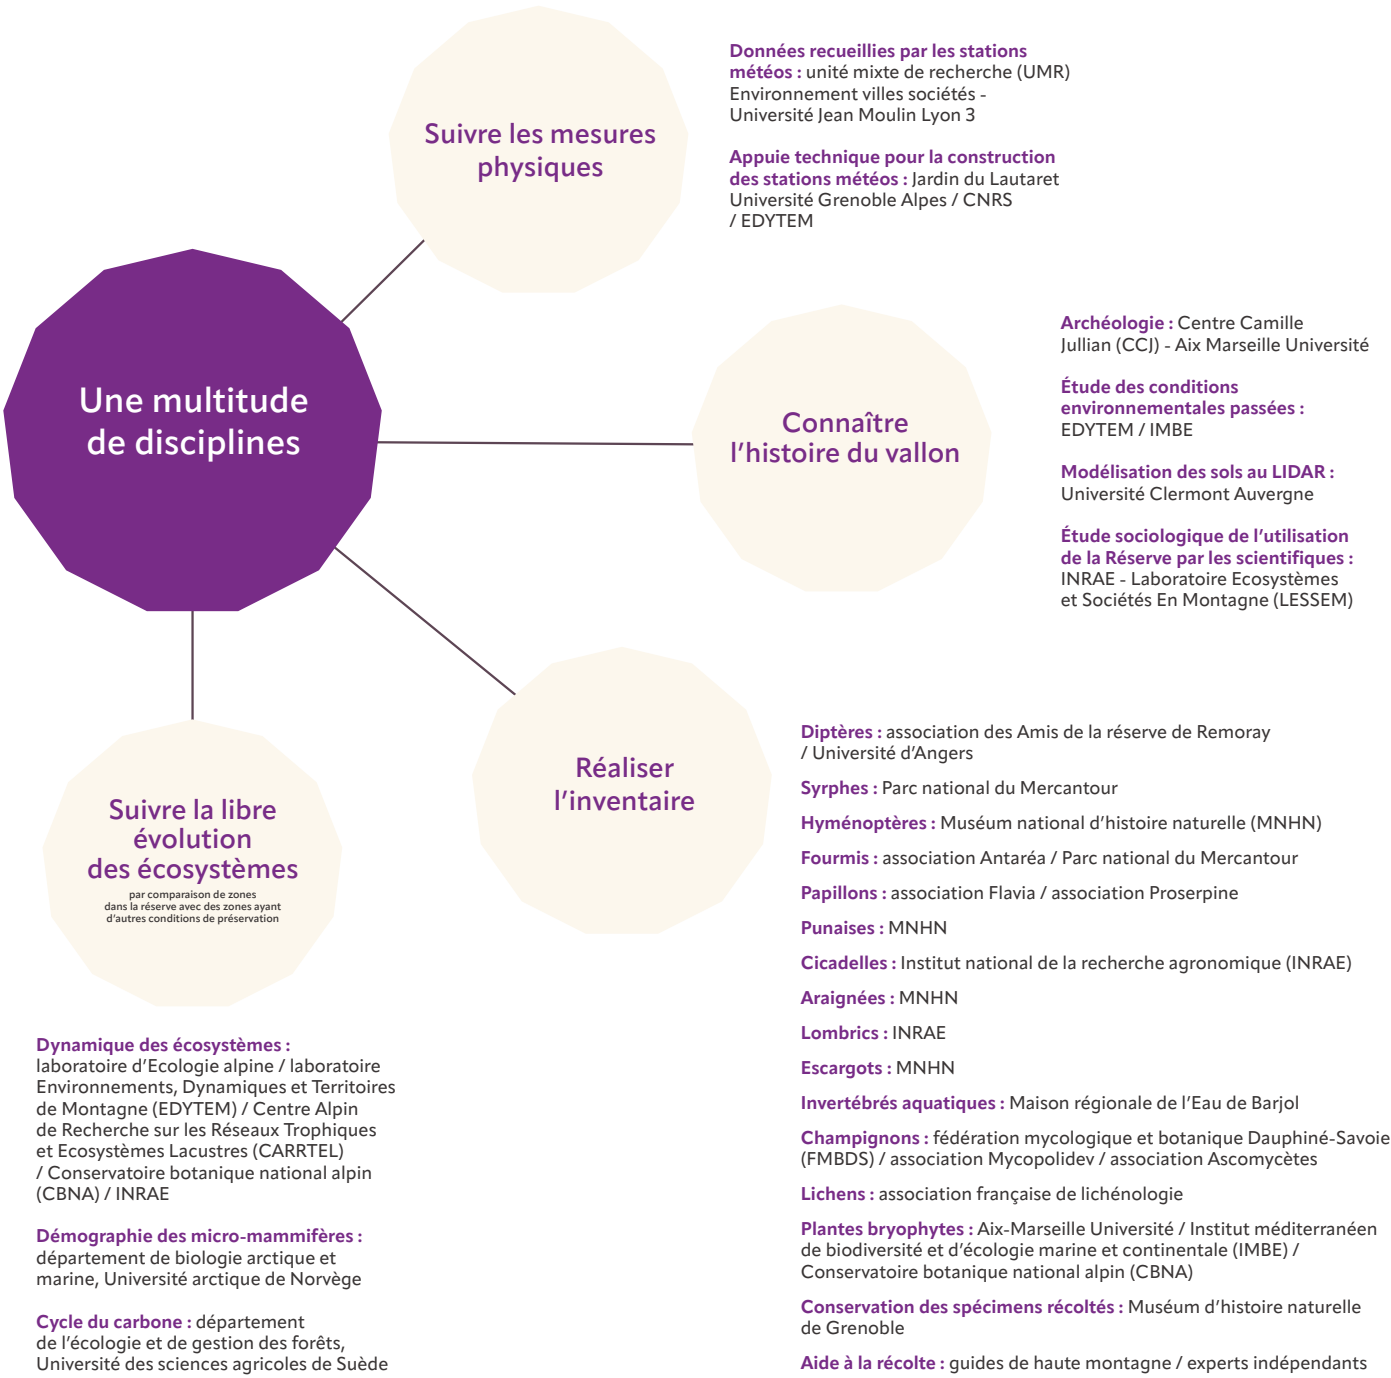 Une multitude
de disciplines
Suivre les mesures
physiques
Données recueillies par les stations
météos : unité mixte de recherche (UMR)
Environnement villes sociétés -
Université Jean Moulin Lyon 3
Appuie technique pour la construction
des stations météos : Jardin du Lautaret
Université Grenoble Alpes / CNRS
/ EDYTEM
Connaître
l’histoire du vallon
Archéologie : Centre Camille
Jullian (CCJ) - Aix Marseille Université
Étude des conditions
environnementales passées :
EDYTEM / IMBE
Modélisation des sols au LIDAR :
Université Clermont Auvergne
Étude sociologique de l’utilisation
de la Réserve par les scientifiques :
INRAE - Laboratoire Ecosystèmes
et Sociétés En Montagne (LESSEM)
Réaliser
l’inventaire
Diptères : association des Amis de la réserve de Remoray
/ Université d’Angers
Syrphes : Parc national du Mercantour
Hyménoptères : Muséum national d’histoire naturelle (MNHN)
Fourmis : association Antaréa / Parc national du Mercantour
Papillons : association Flavia / association Proserpine
Punaises : MNHN
Cicadelles : Institut national de la recherche agronomique (INRAE)
Araignées : MNHN
Lombrics : INRAE
Escargots : MNHN
Invertébrés aquatiques : Maison régionale de l’Eau de Barjol
Champignons : fédération mycologique et botanique Dauphiné-Savoie
(FMBDS) / association Mycopolidev / association Ascomycètes
Lichens : association française de lichénologie
Plantes bryophytes : Aix-Marseille Université / Institut méditerranéen
de biodiversité et d’écologie marine et continentale (IMBE) /
Conservatoire botanique national alpin (CBNA)
Conservation des spécimens récoltés : Muséum d’histoire naturelle
de Grenoble
Aide à la récolte : guides de haute montagne / experts indépendants
Suivre la libre
évolution
des écosystèmes
par comparaison de zones
dans la réserve avec des zones ayant
d’autres conditions de préservation
Dynamique des écosystèmes :
laboratoire d’Ecologie alpine / laboratoire
Environnements, Dynamiques et Territoires
de Montagne (EDYTEM) / Centre Alpin
de Recherche sur les Réseaux Trophiques
et Ecosystèmes Lacustres (CARRTEL)
/ Conservatoire botanique national alpin
(CBNA) / INRAE
Démographie des micro-mammifères :
département de biologie arctique et
marine, Université arctique de Norvège
Cycle du carbone : département
de l’écologie et de gestion des forêts,
Université des sciences agricoles de Suède